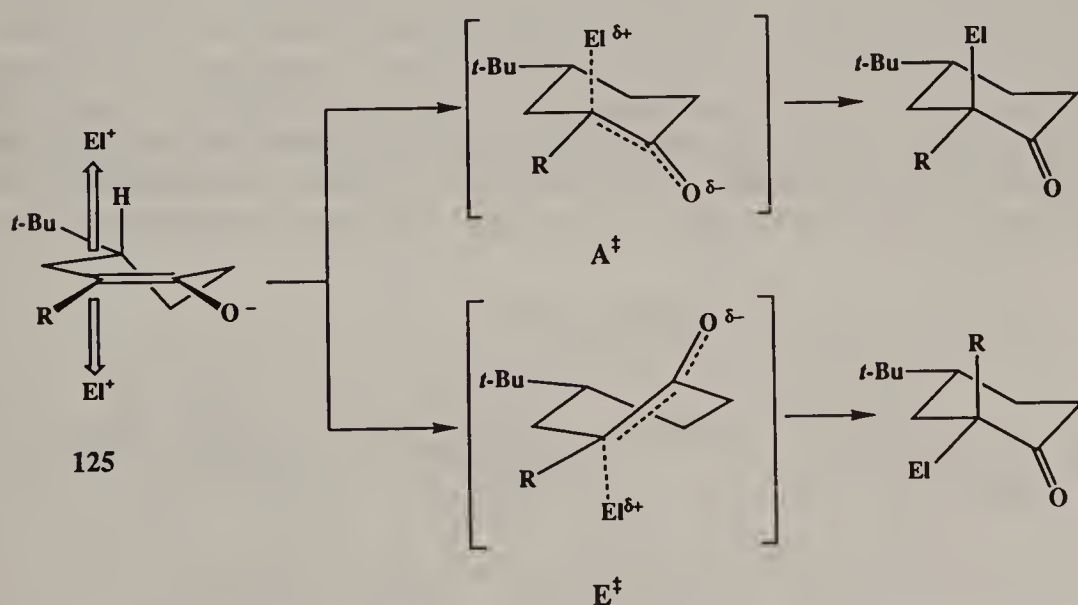 El⁺
H
t-Bu
R
O⁻
El⁺
125
El δ+
t-Bu
R
O δ−
A‡
El
t-Bu
R
O
O δ−
t-Bu
R
El δ+
E‡
R
t-Bu
El
O